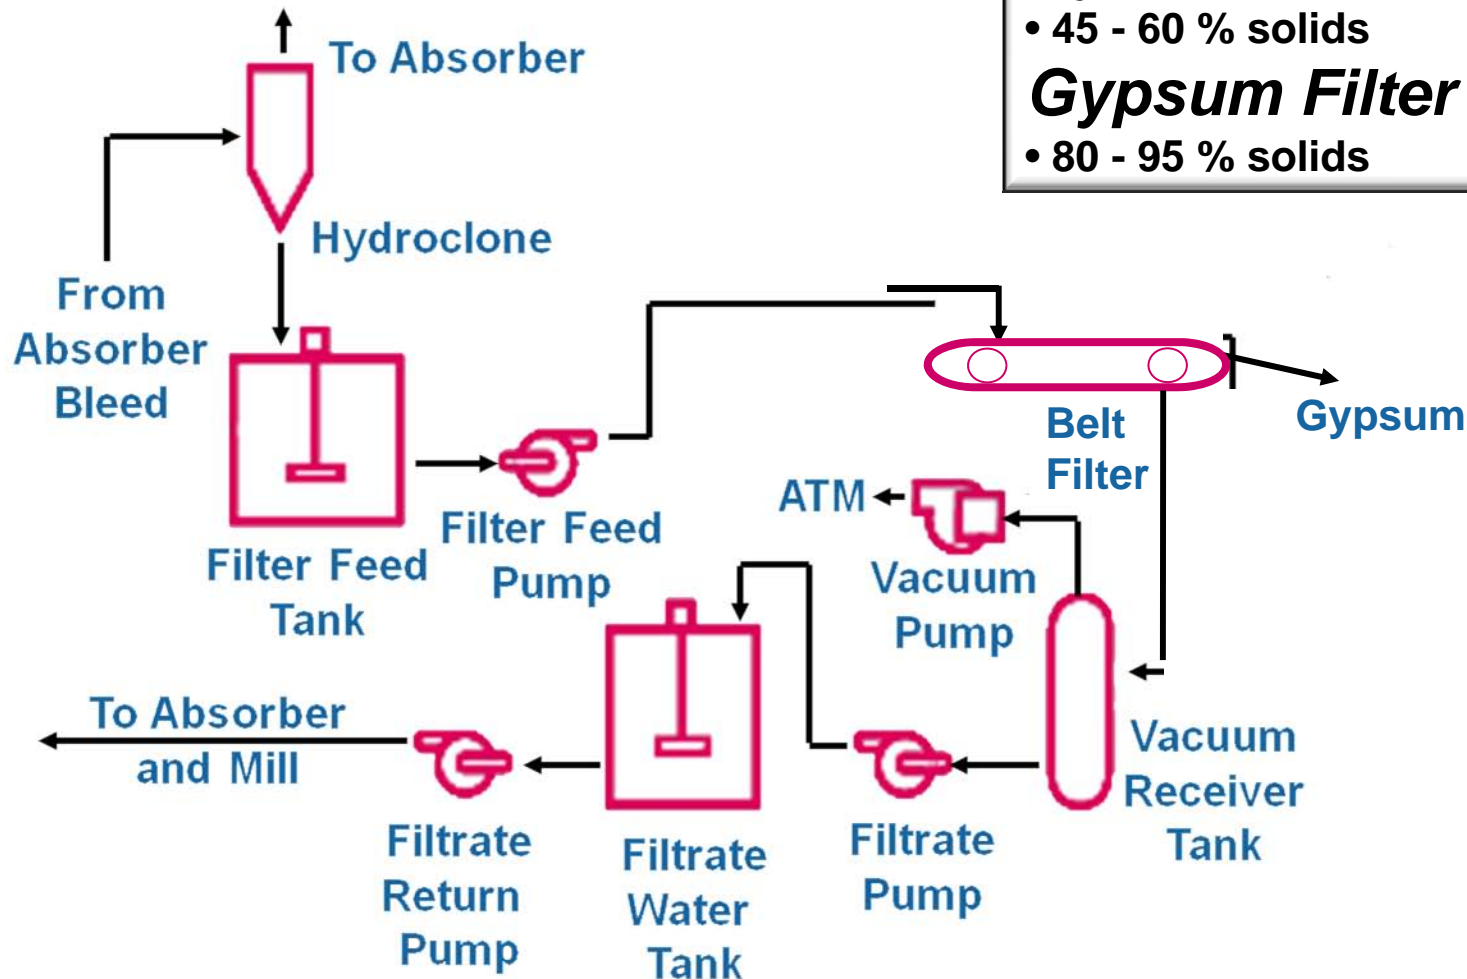 • 45 - 60 % solids
Gypsum Filter
• 80 - 95 % solids
To Absorber
Hydroclone
From
Absorber
Bleed
Belt
Filter
Gypsum
ATM
Filter Feed
Pump
Filter Feed
Tank
Vacuum
Pump
To Absorber
and Mill
Vacuum
Receiver
Tank
Filtrate
Return
Pump
Filtrate
Water
Tank
Filtrate
Pump